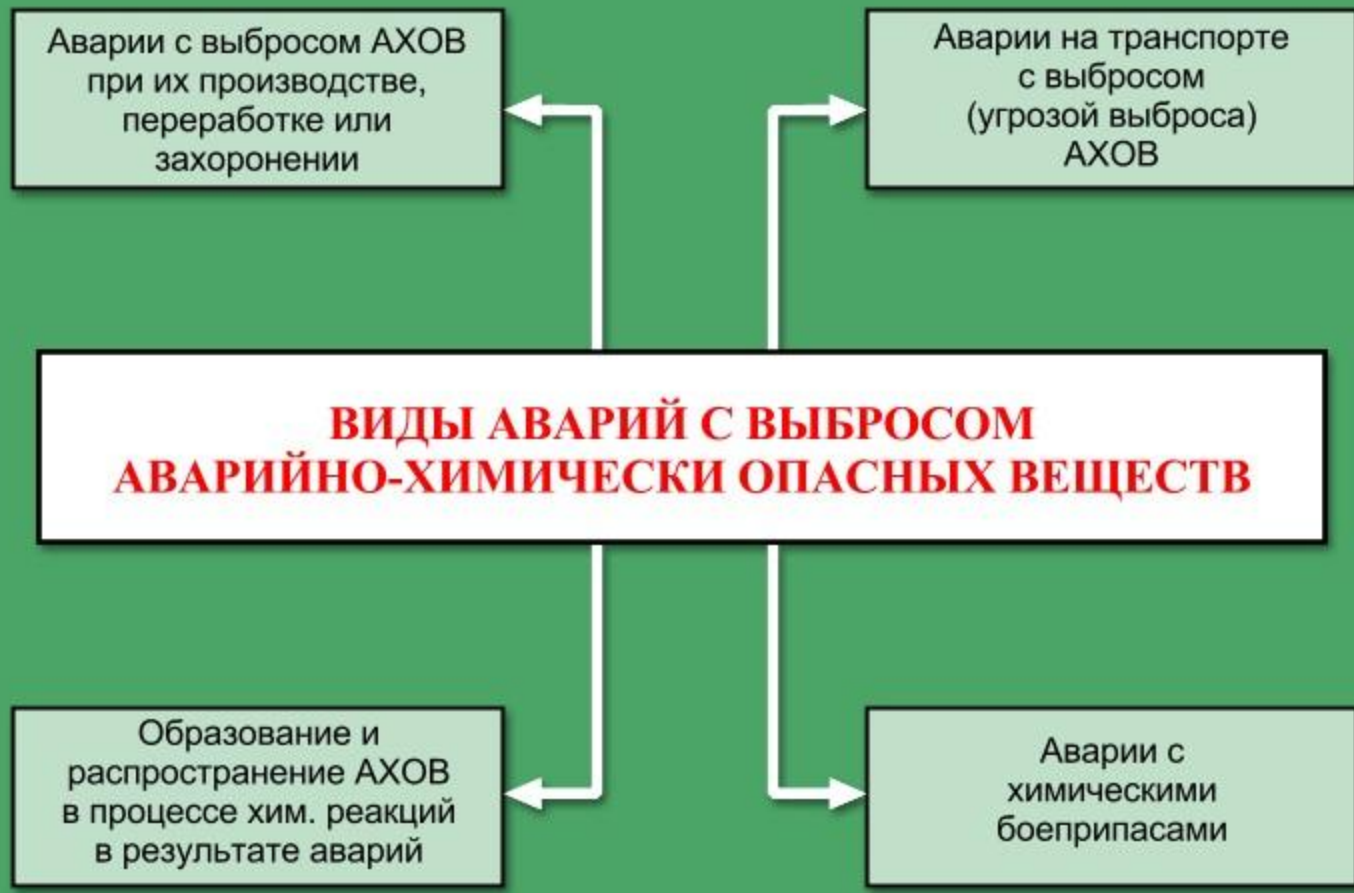 Аварии с выбросом АХОВ
при их производстве,
переработке или
захоронении
Аварии на транспорте
с выбросом
(угрозой выброса)
АХОВ
ВИДЫ АВАРИЙ С ВЫБРОСОМ
АВАРИЙНО-ХИМИЧЕСКИ ОПАСНЫХ ВЕЩЕСТВ
Образование и
распространение АХОВ
в процессе хим. реакций
в результате аварий
Аварии с
химическими
боеприпасами